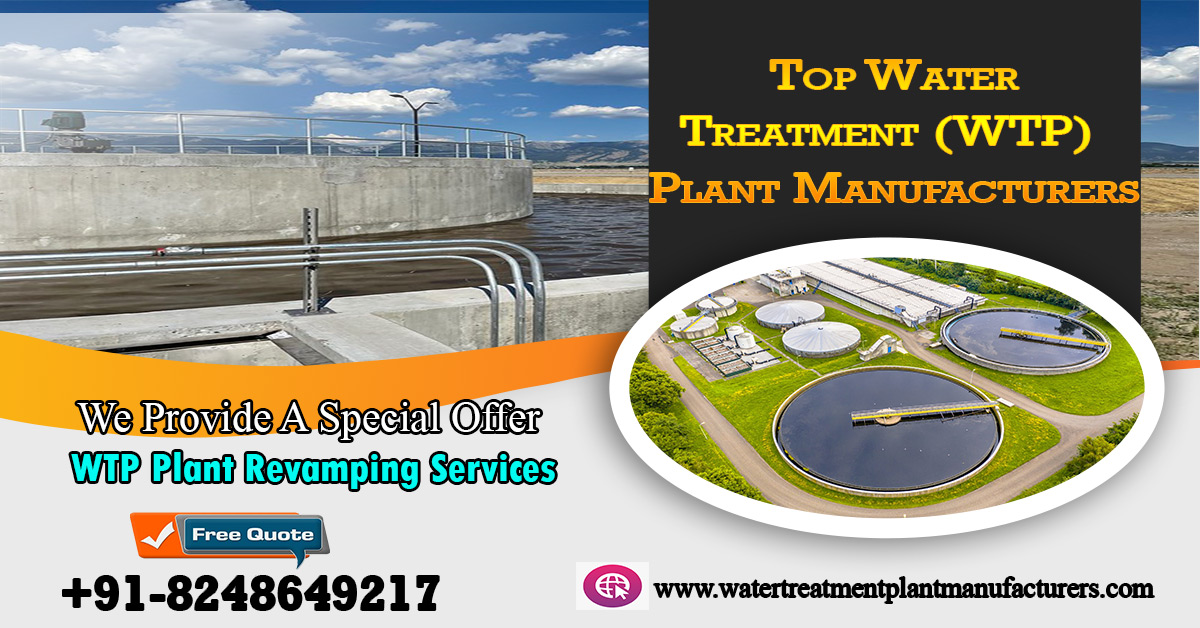 Top Water
Treatment (WTP)
Plant Manufacturers
We Provide A Special Offer
WTP Plant Revamping Services
Free Quote
+91-8248649217
www.watertreatmentplantmanufacturers.com